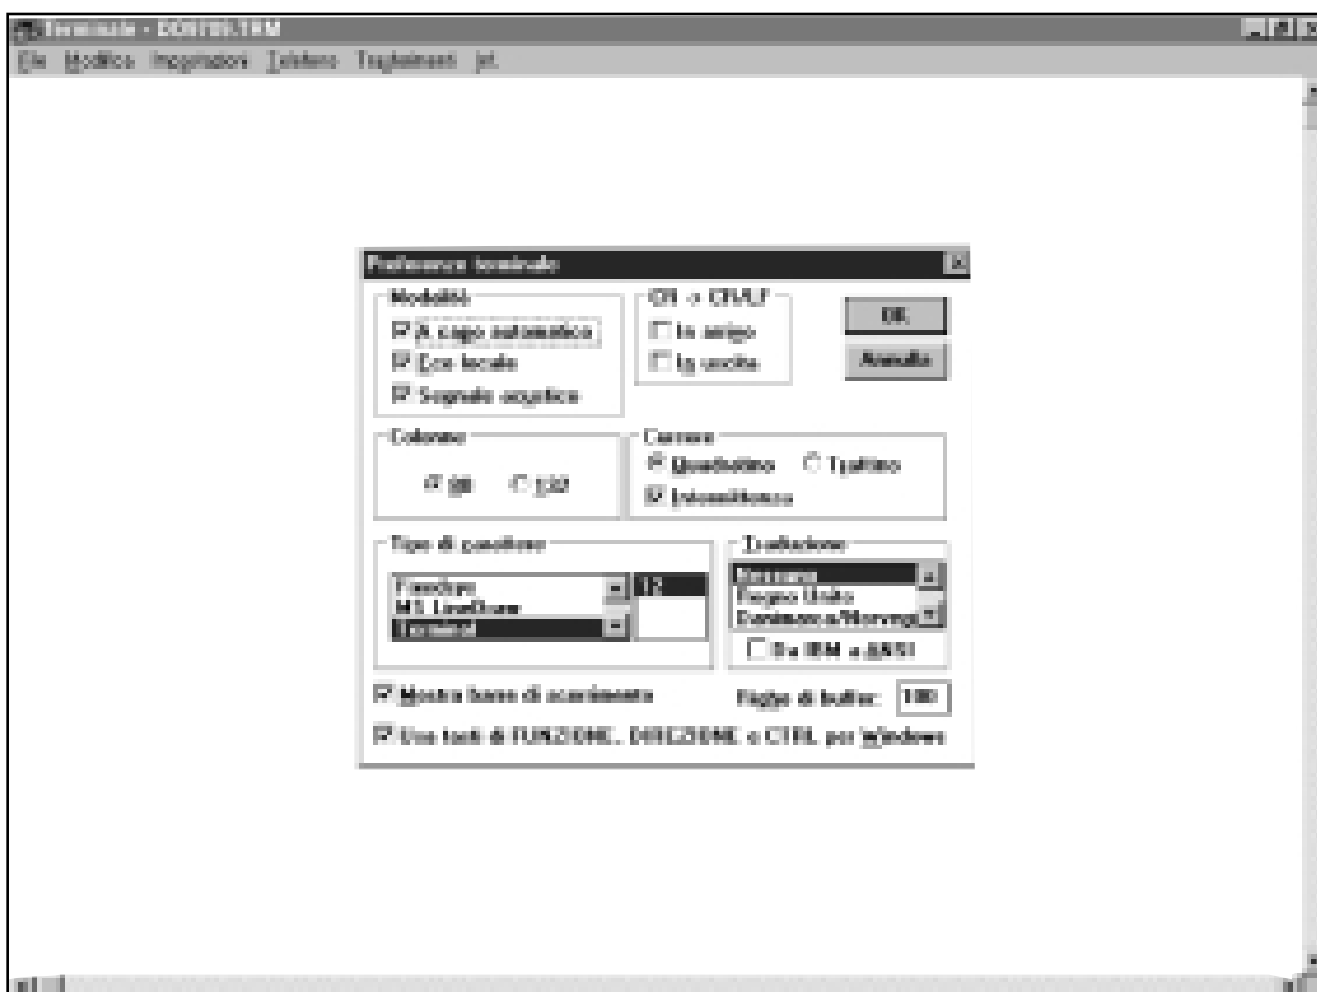 Terminale - .TRM
File Modifica Impostazioni Telefono Trasferimenti ?
Preferenze terminale
Modalità
A capo automatico
Eco locale
Segnale acustico
CR -> CR/LF
In arrivo
In uscita
OK
Annulla
Colonne
80 132
Cursore
Quadratino Trattino
Intermittenza
Tipo di carattere
Fixedsys 12
MS LineDraw
Terminal
Traduzione
Nessuna
Regno Unito
Danimarca/Norvegi
Da IBM a ANSI
Mostra barre di scorrimento Righe di buffer: 100
Usa tasti di FUNZIONE, DIREZIONE e CTRL per Windows